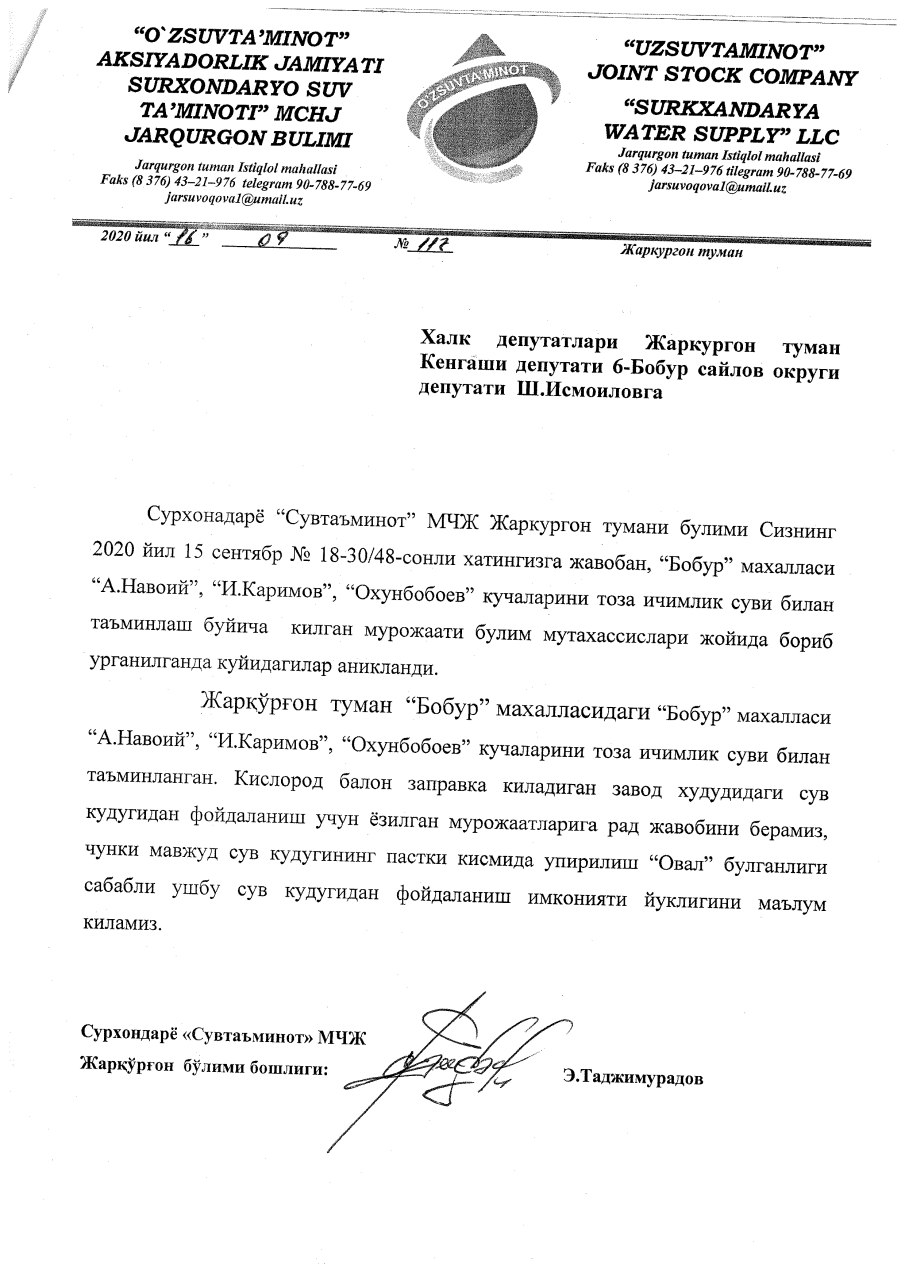 “O`ZSUVTA’MINOT”
AKSIYADORLIK JAMIYATI
SURXONDARYO SUV
TA’MINOTI” MCHJ
JARQURGON BULIMI
Jarqurgon tuman Istiqlol mahallasi
Faks (8 376) 43–21–976 telegram 90-788-77-69
jarsuvoqova1@umail.uz
O'ZSUVTA'MINOT
“UZSUVTAMINOT”
JOINT STOCK COMPANY
“SURKXANDARYA
WATER SUPPLY” LLC
Jarqurgon tuman Istiqlol mahallasi
Faks (8 376) 43–21–976 tilegram 90-788-77-69
jarsuvoqova1@umail.uz
2020 йил “16” 09 № 117 Жаркургон туман
Халк депутатлари Жаркургон туман
Кенгаши депутати 6-Бобур сайлов округи
депутати Ш.Исмоиловга
Сурхонадарё “Сувтаъминот” МЧЖ Жаркургон тумани булими Сизнинг
2020 йил 15 сентябр № 18-30/48-сонли хатингизга жавобан, “Бобур” махалласи
“А.Навоий”, “И.Каримов”, “Охунбобоев” кучаларини тоза ичимлик суви билан
таъминлаш буйича килган мурожаати булим мутахассислари жойида бориб
урганилганда куйидагилар аникланди.
Жарқўрғон туман “Бобур” махалласидаги “Бобур” махалласи
“А.Навоий”, “И.Каримов”, “Охунбобоев” кучаларини тоза ичимлик суви билан
таъминланган. Кислород балон заправка киладиган завод худудидаги сув
кудугидан фойдаланиш учун ёзилган мурожаатларига рад жавобини берамиз,
чунки мавжуд сув кудугининг пастки кисмида упирилиш “Овал” булганлиги
сабабли ушбу сув кудугидан фойдаланиш имконияти йуклигини маълум
киламиз.
Сурхондарё «Сувтаъминот» МЧЖ
Жарқўрғон бўлими бошлиги: Э.Таджимурадов